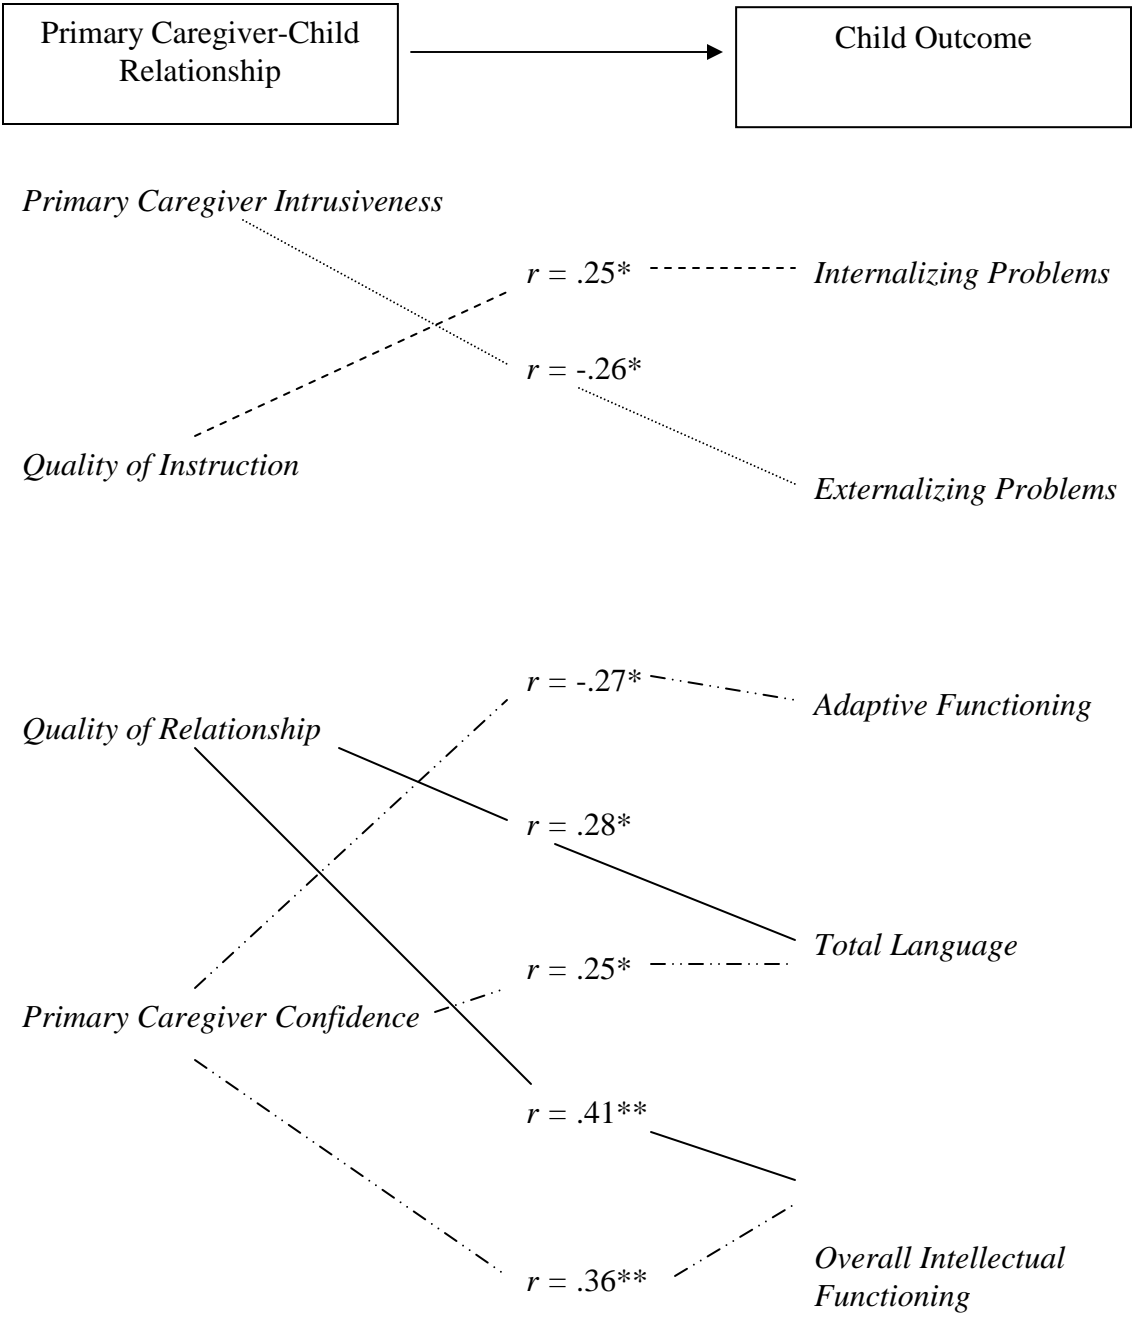 Primary Caregiver-Child
Relationship
Child Outcome
Primary Caregiver Intrusiveness
r = .25*
Internalizing Problems
r = -.26*
Quality of Instruction
Externalizing Problems
r = -.27*
Adaptive Functioning
Quality of Relationship
r = .28*
Total Language
r = .25*
Primary Caregiver Confidence
r = .41**
Overall Intellectual
Functioning
r = .36**